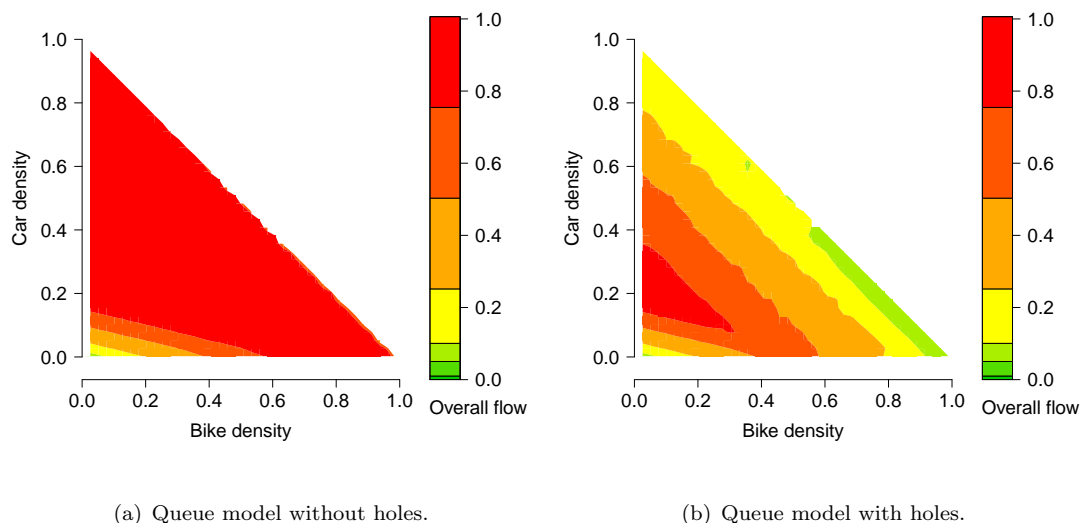 1.0
0.8
0.6
0.4
0.2
0.0
Car density
0.0 0.2 0.4 0.6 0.8 1.0
Bike density
1.0
0.8
0.6
0.4
0.2
0.0
Overall flow
(a) Queue model without holes.
1.0
0.8
0.6
0.4
0.2
0.0
Car density
0.0 0.2 0.4 0.6 0.8 1.0
Bike density
1.0
0.8
0.6
0.4
0.2
0.0
Overall flow
(b) Queue model with holes.